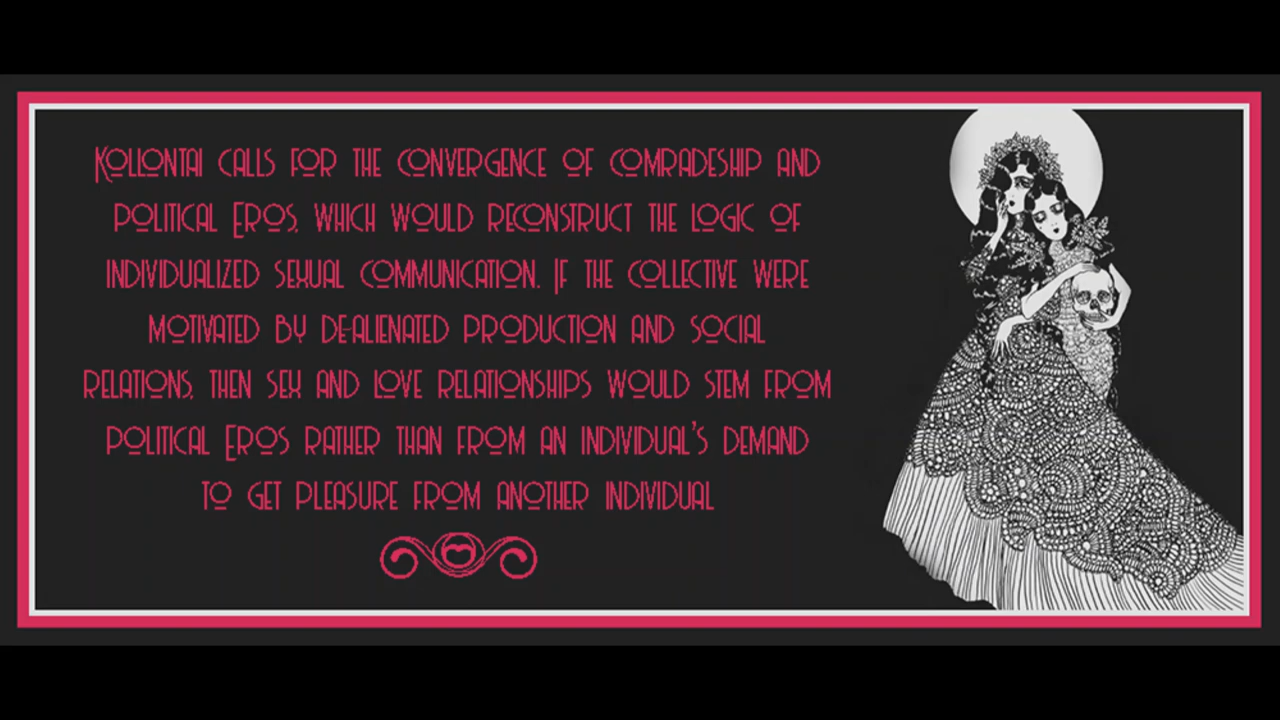 Kollontai calls for the convergence of comradeship and
political Eros, which would reconstruct the logic of
individualized sexual communication. If the collective were
motivated by de-alienated production and social
relations, then sex and love relationships would stem from
political Eros rather than from an individual's demand
to get pleasure from another individual